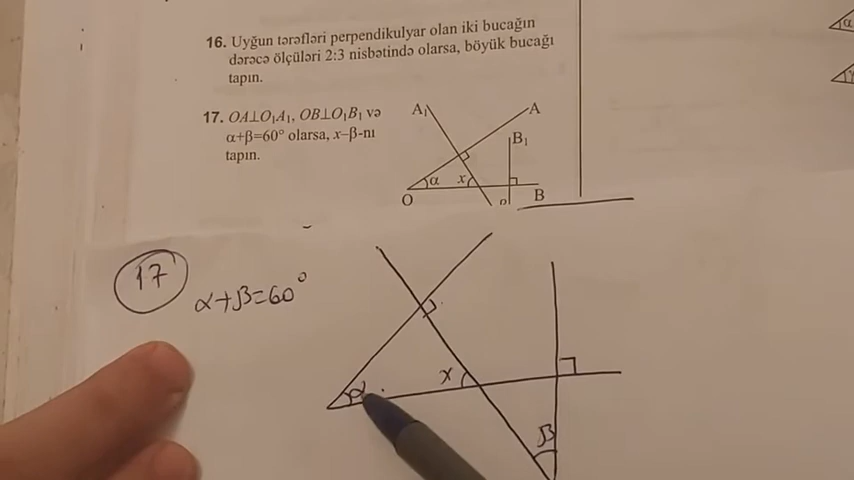 16. Uyğun tərəfləri perpendikulyar olan iki bucağın
dərəcə ölçüləri 2:3 nisbətində olarsa, böyük bucağı
tapın.
17. OA⊥O₁A₁, OB⊥O₁B₁ və
α+β=60° olarsa, x–β-nı
tapın.
A₁
A
B₁
α
x
O
B
α
17
α+β=60°
x
α
β